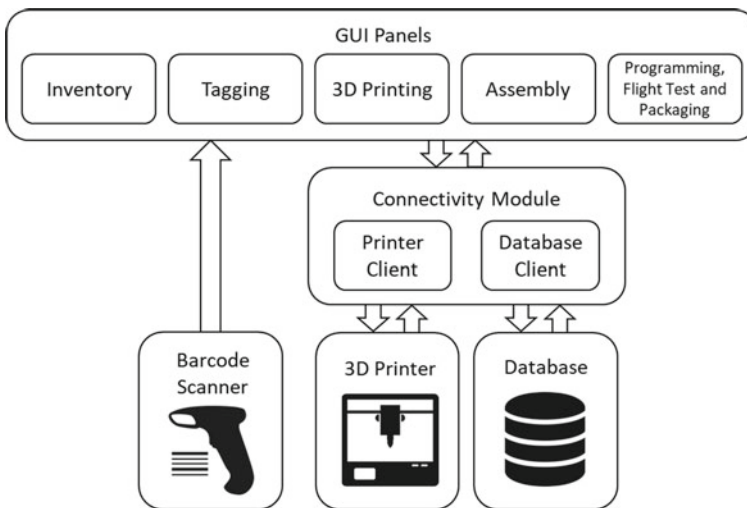 GUI Panels
Inventory
Tagging
3D Printing
Assembly
Programming,
Flight Test and
Packaging
Connectivity Module
Printer
Client
Database
Client
Barcode
Scanner
3D Printer
Database